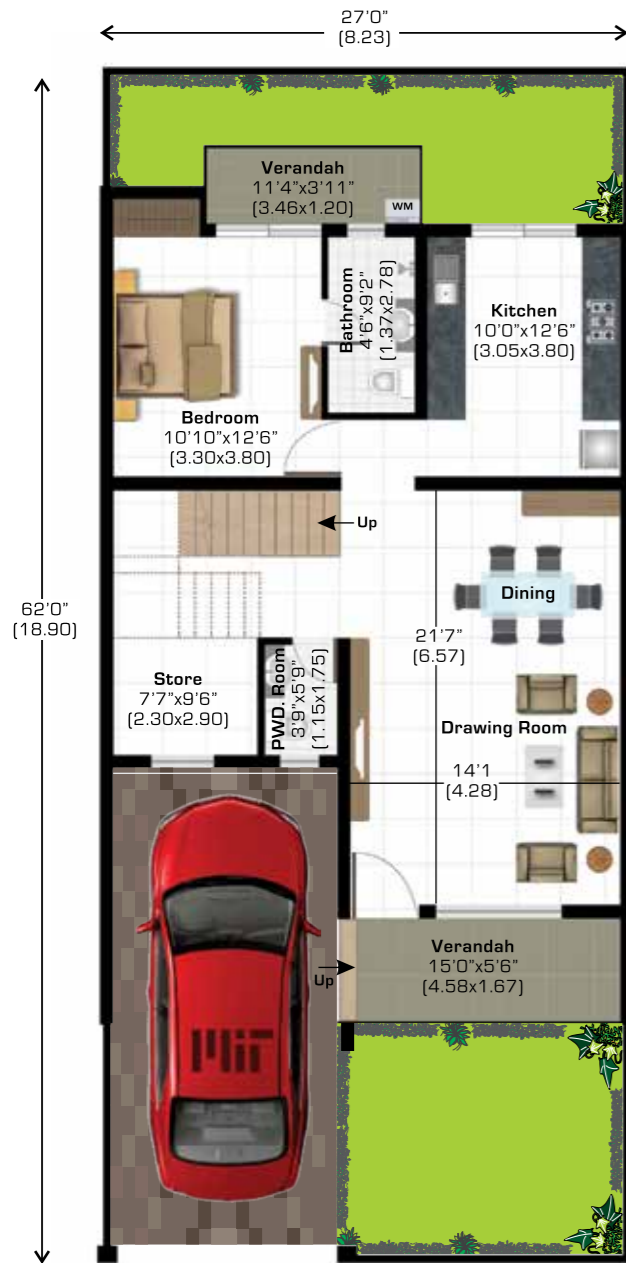 27'0"
(8.23)
Verandah
11'4"x3'11"
(3.46x1.20)
WM
Bathroom
4'6"x9'2"
(1.37x2.78)
Kitchen
10'0"x12'6"
(3.05x3.80)
Bedroom
10'10"x12'6"
(3.30x3.80)
Up
62'0"
(18.90)
Dining
21'7"
(6.57)
Store
7'7"x9'6"
(2.30x2.90)
PWD. Room
3'9"x5'9"
(1.15x1.75)
Drawing Room
14'1
(4.28)
Verandah
15'0"x5'6"
(4.58x1.67)
Up
MIT